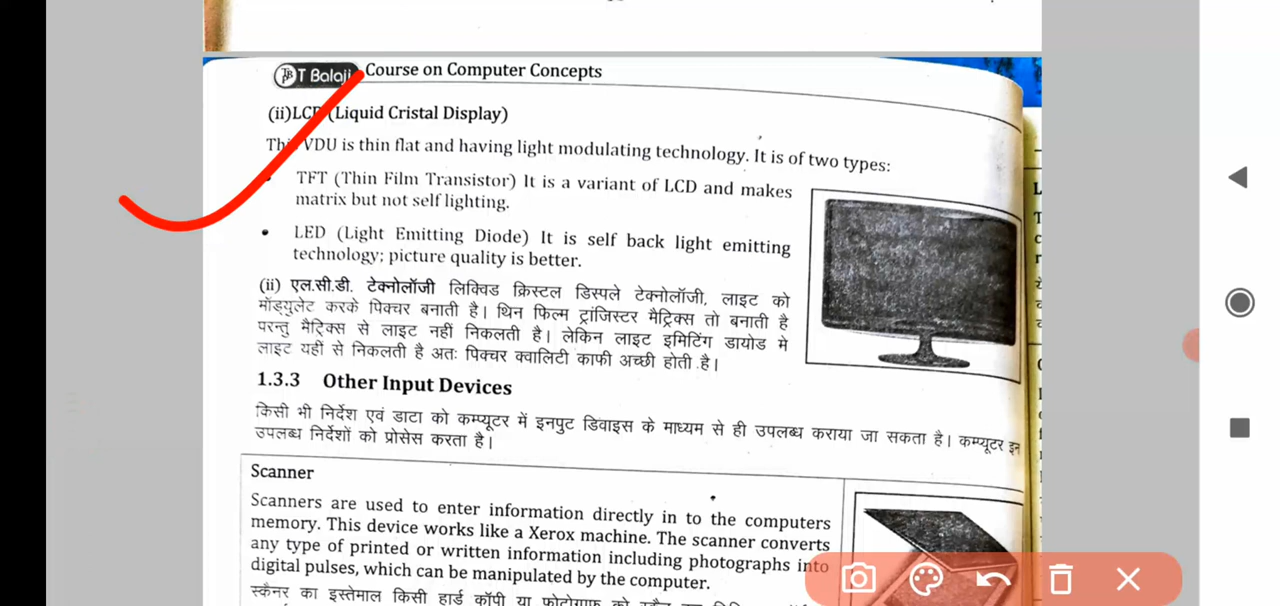 T Balaji Course on Computer Concepts
(ii)LCD (Liquid Cristal Display)
This VDU is thin flat and having light modulating technology. It is of two types:
TFT (Thin Film Transistor) It is a variant of LCD and makes
matrix but not self lighting.
• LED (Light Emitting Diode) It is self back light emitting
technology; picture quality is better.
(ii) एल.सी.डी. टेक्नोलॉजी लिक्विड क्रिस्टल डिस्पले टेक्नोलॉजी, लाइट को
मॉड्युलेट करके पिक्चर बनाती है। थिन फिल्म ट्रांजिस्टर मैट्रिक्स तो बनाती है
परन्तु मैट्रिक्स से लाइट नहीं निकलती है। लेकिन लाइट इमिटिंग डायोड मे
लाइट यहीं से निकलती है अतः पिक्चर क्वालिटी काफी अच्छी होती है।
1.3.3 Other Input Devices
किसी भी निर्देश एवं डाटा को कम्प्यूटर में इनपुट डिवाइस के माध्यम से ही उपलब्ध कराया जा सकता है। कम्प्यूटर इन
उपलब्ध निर्देशों को प्रोसेस करता है।
Scanner
Scanners are used to enter information directly in to the computers
memory. This device works like a Xerox machine. The scanner converts
any type of printed or written information including photographs into
digital pulses, which can be manipulated by the computer.
स्कैनर का इस्तेमाल किसी हार्ड कॉपी या फोटोग्राफ को स्कैन